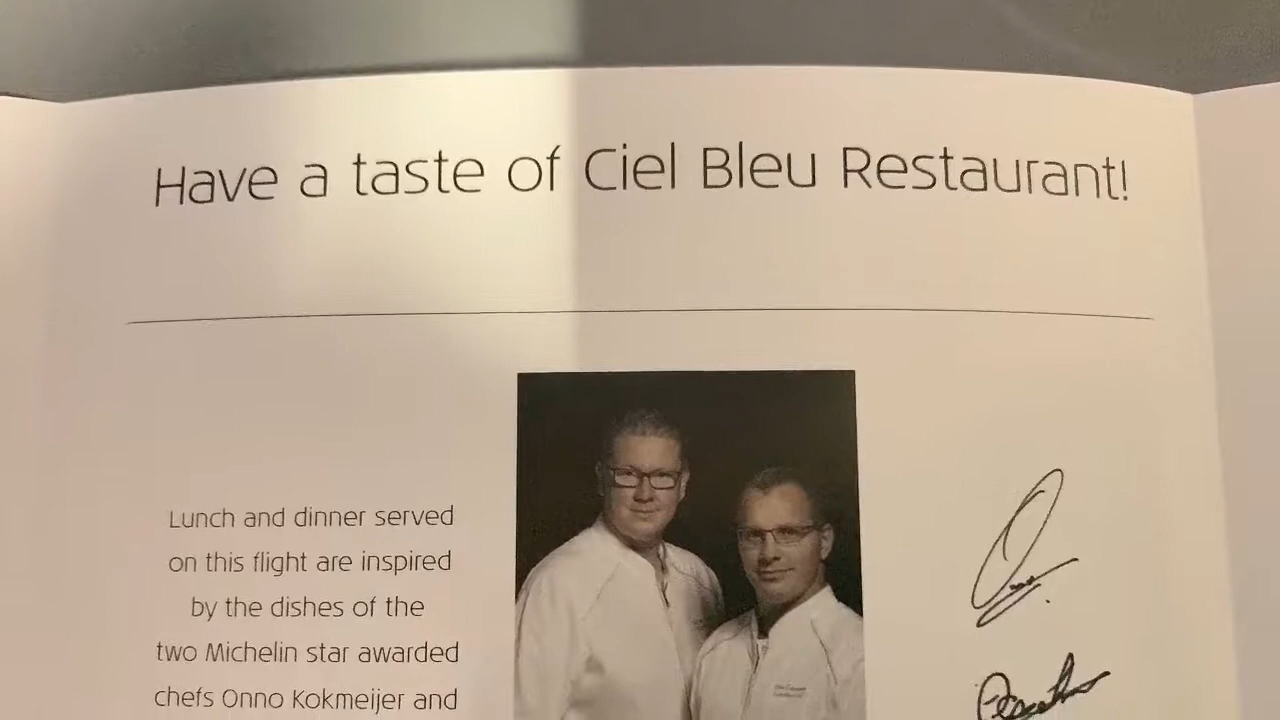 Have a taste of Ciel Bleu Restaurant!
Lunch and dinner served
on this flight are inspired
by the dishes of the
two Michelin star awarded
chefs Onno Kokmeijer and